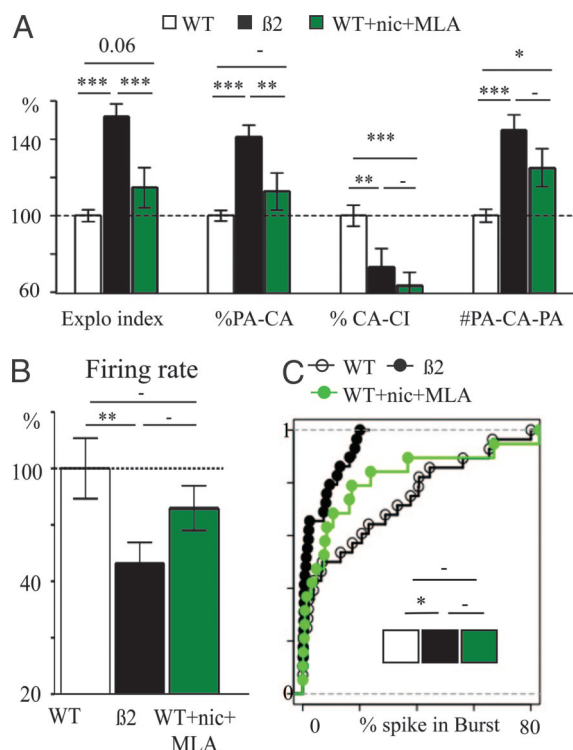 A WT ß2 WT+nic+MLA
0.06 - *
*** *** *** ** *** *** -
** -
%
140
100
60
Explo index %PA-CA % CA-CI #PA-CA-PA
B Firing rate
-
** -
%
100
40
20
WT ß2 WT+nic+
MLA
C WT ß2
WT+nic+MLA
1
-
* -
0
0 % spike in Burst 80